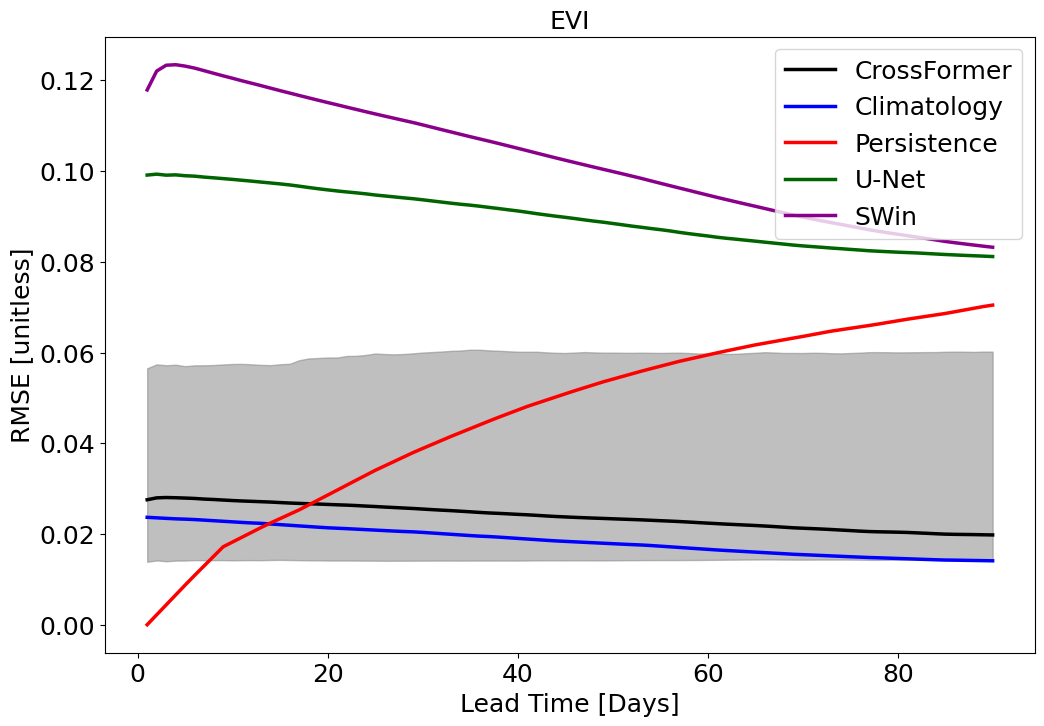 EVI
CrossFormer
Climatology
Persistence
U-Net
SWin
RMSE [unitless]
0.12
0.10
0.08
0.06
0.04
0.02
0.00
0 20 40 60 80
Lead Time [Days]